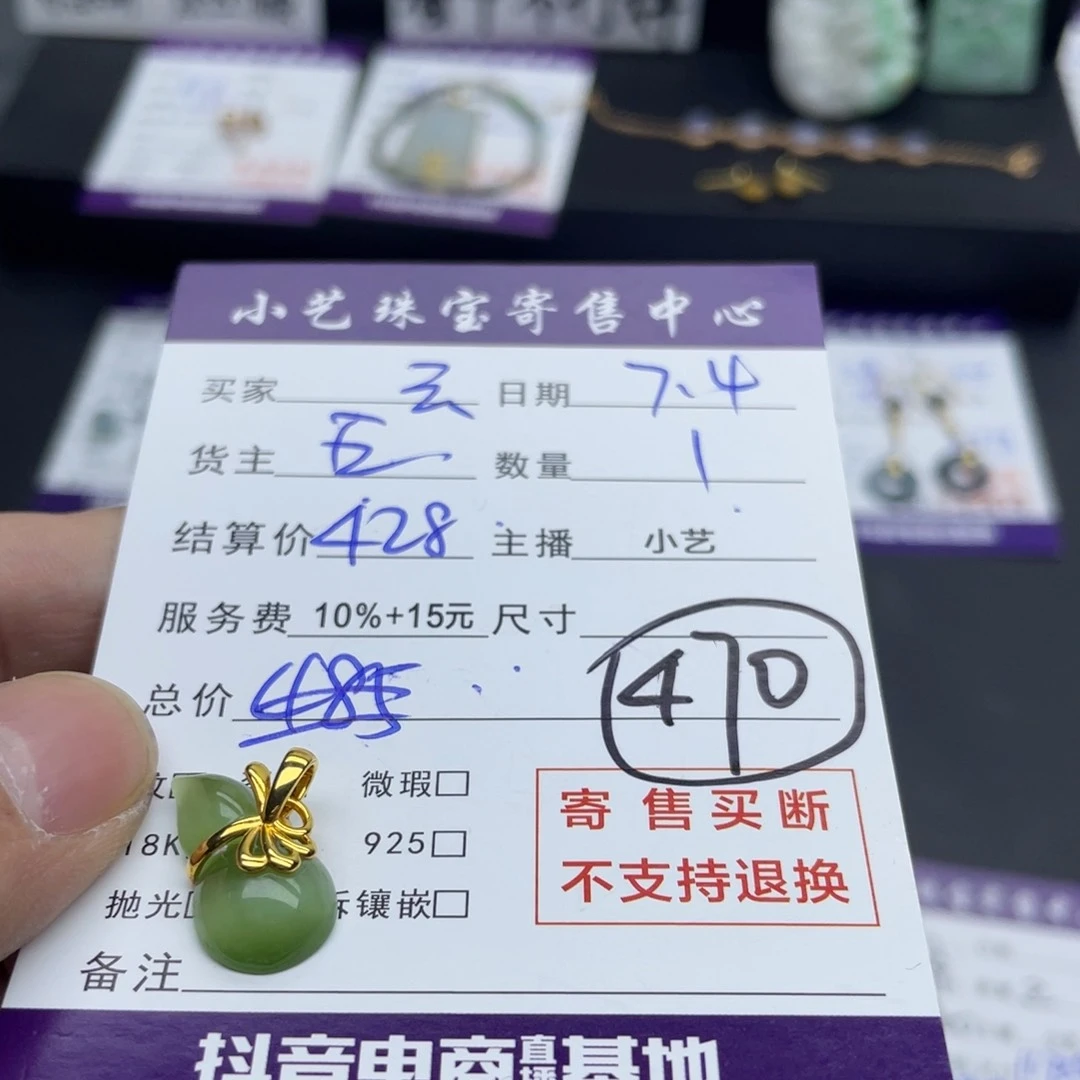 小艺珠宝寄售中心
买家 云 日期 7.4
货主 数量 1
结算价 428 主播 小艺
服务费 10%+15元 尺寸
总价 485 470
微瑕□
18K 925□
寄售买断
不支持退换
抛光 镶嵌□
备注
抖音电商直播基地